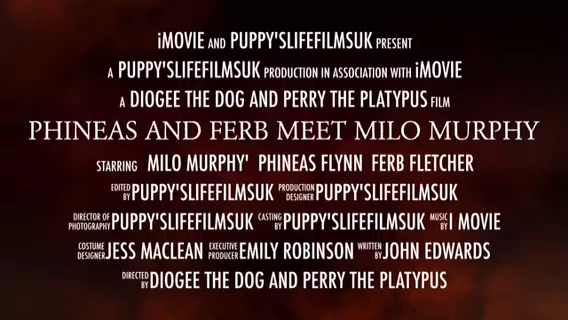 iMOVIE AND PUPPY'SLIFEFILMSUK PRESENT
A PUPPY'SLIFEFILMSUK PRODUCTION IN ASSOCIATION WITH iMOVIE
A DIOGEE THE DOG AND PERRY THE PLATYPUS FILM
PHINEAS AND FERB MEET MILO MURPHY
STARRING MILO MURPHY' PHINEAS FLYNN FERB FLETCHER
EDITED BY PUPPY'SLIFEFILMSUK PRODUCTION DESIGNER PUPPY'SLIFEFILMSUK
DIRECTOR OF PHOTOGRAPHY PUPPY'SLIFEFILMSUK CASTING BY PUPPY'SLIFEFILMSUK MUSIC BY I MOVIE
COSTUME DESIGNER JESS MACLEAN EXECUTIVE PRODUCER EMILY ROBINSON WRITTEN BY JOHN EDWARDS
DIRECTED BY DIOGEE THE DOG AND PERRY THE PLATYPUS